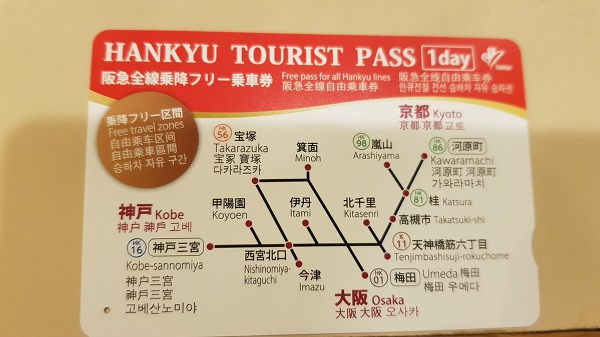 HANKYU TOURIST PASS 1day
阪急全線乗降フリー乗車券
Free pass for all Hankyu lines
阪急全線自由乘車券
阪急全线自由乗车券
한큐전철 전선 승하차 자유 승차권
乗降フリー区間
Free travel zones
自由乘车区间
自由乘車區間
승하차 자유 구간
京都 Kyoto
京都 京都 교토
HK 56 宝塚
Takarazuka
宝冢 寶塚
다카라즈카
箕面
Minoh
HK 98 嵐山
Arashiyama
HK 86 河原町
Kawaramachi
河原町 河原町
가와라마치
HK 81 桂 Katsura
高槻市 Takatsuki-shi
神戸 Kobe
神户 神戶 고베
甲陽園
Koyoen
伊丹
Itami
北千里
Kitasenri
K 11 天神橋筋六丁目
Tenjimbashisuji-rokuchome
HK 16 神戸三宮
Kobe-sannomiya
神户三宫
神戶三宮
고베산노미야
西宮北口
Nishinomiya-
kitaguchi
今津
Imazu
HK 01 梅田 Umeda 梅田
梅田 우메다
大阪 Osaka
大阪 大阪 오사카